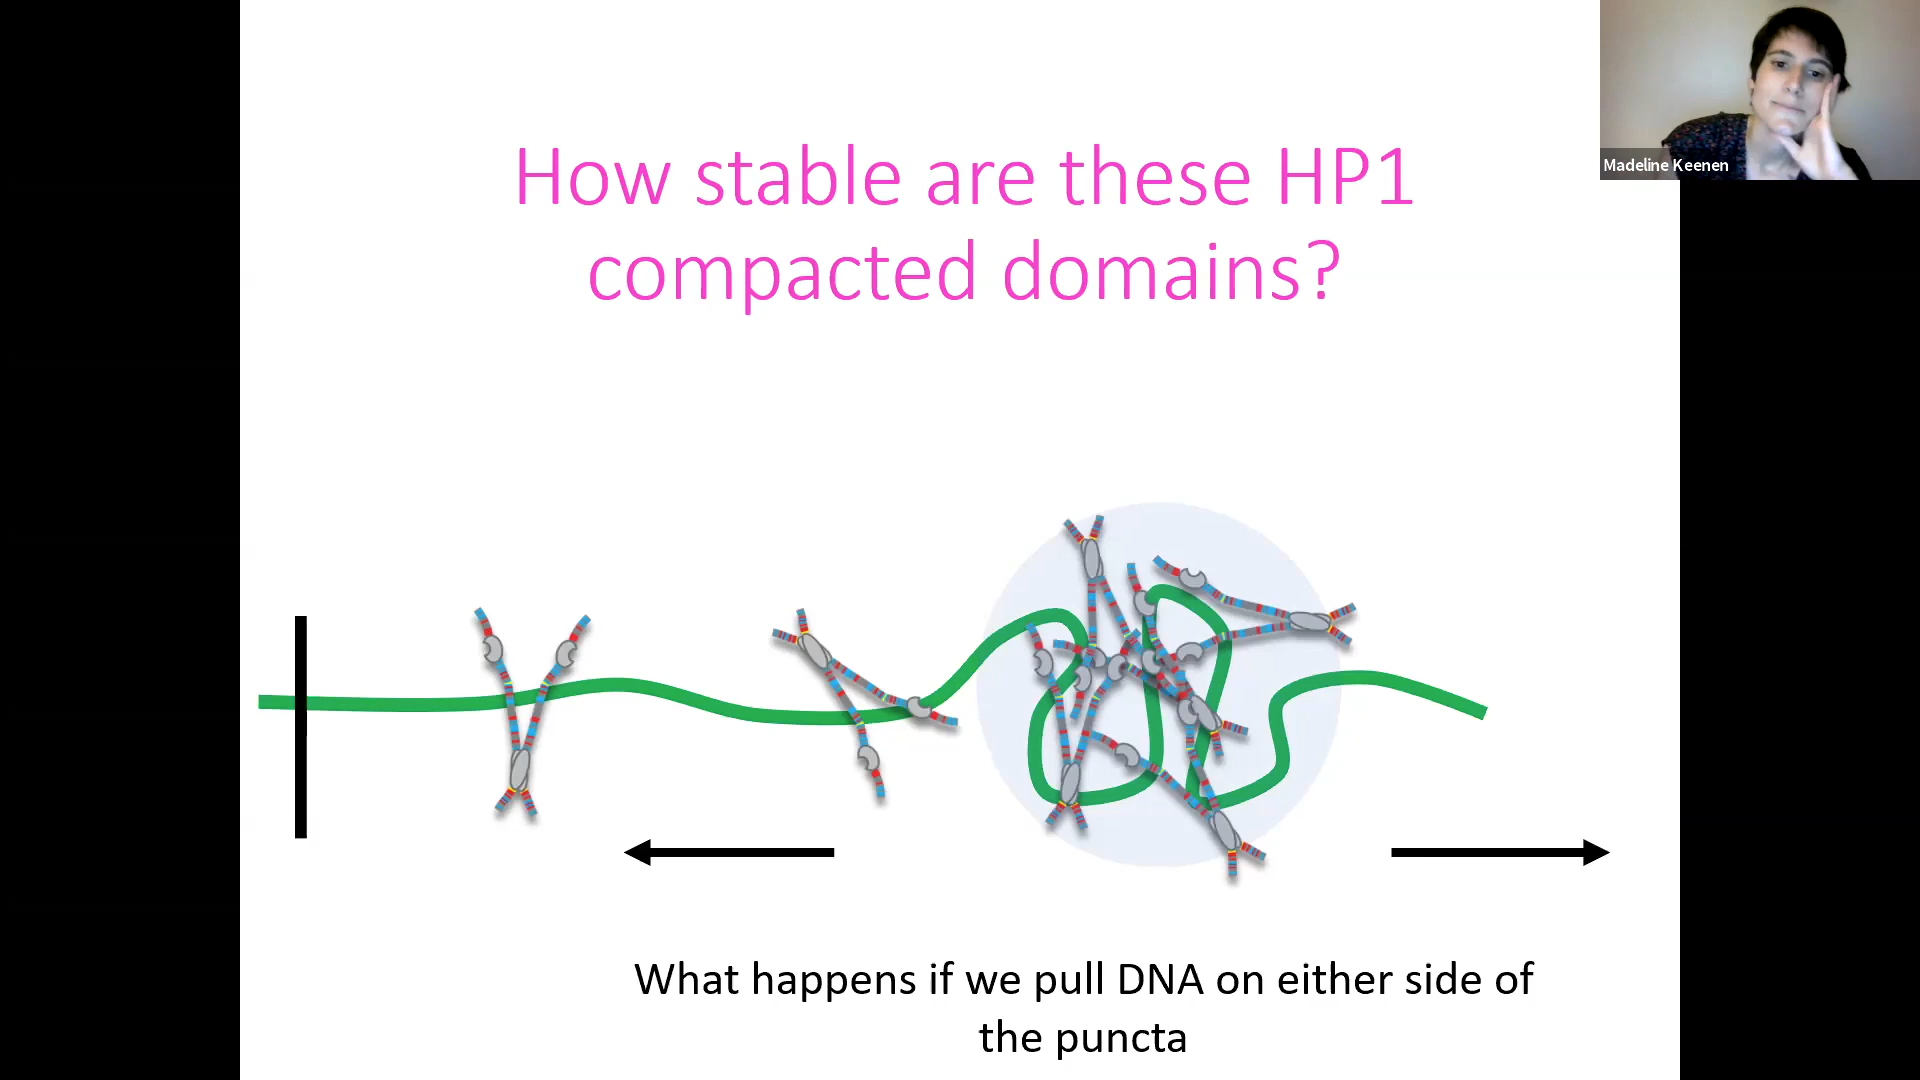 How stable are these HP1
compacted domains?
Madeline Keenen
What happens if we pull DNA on either side of
the puncta